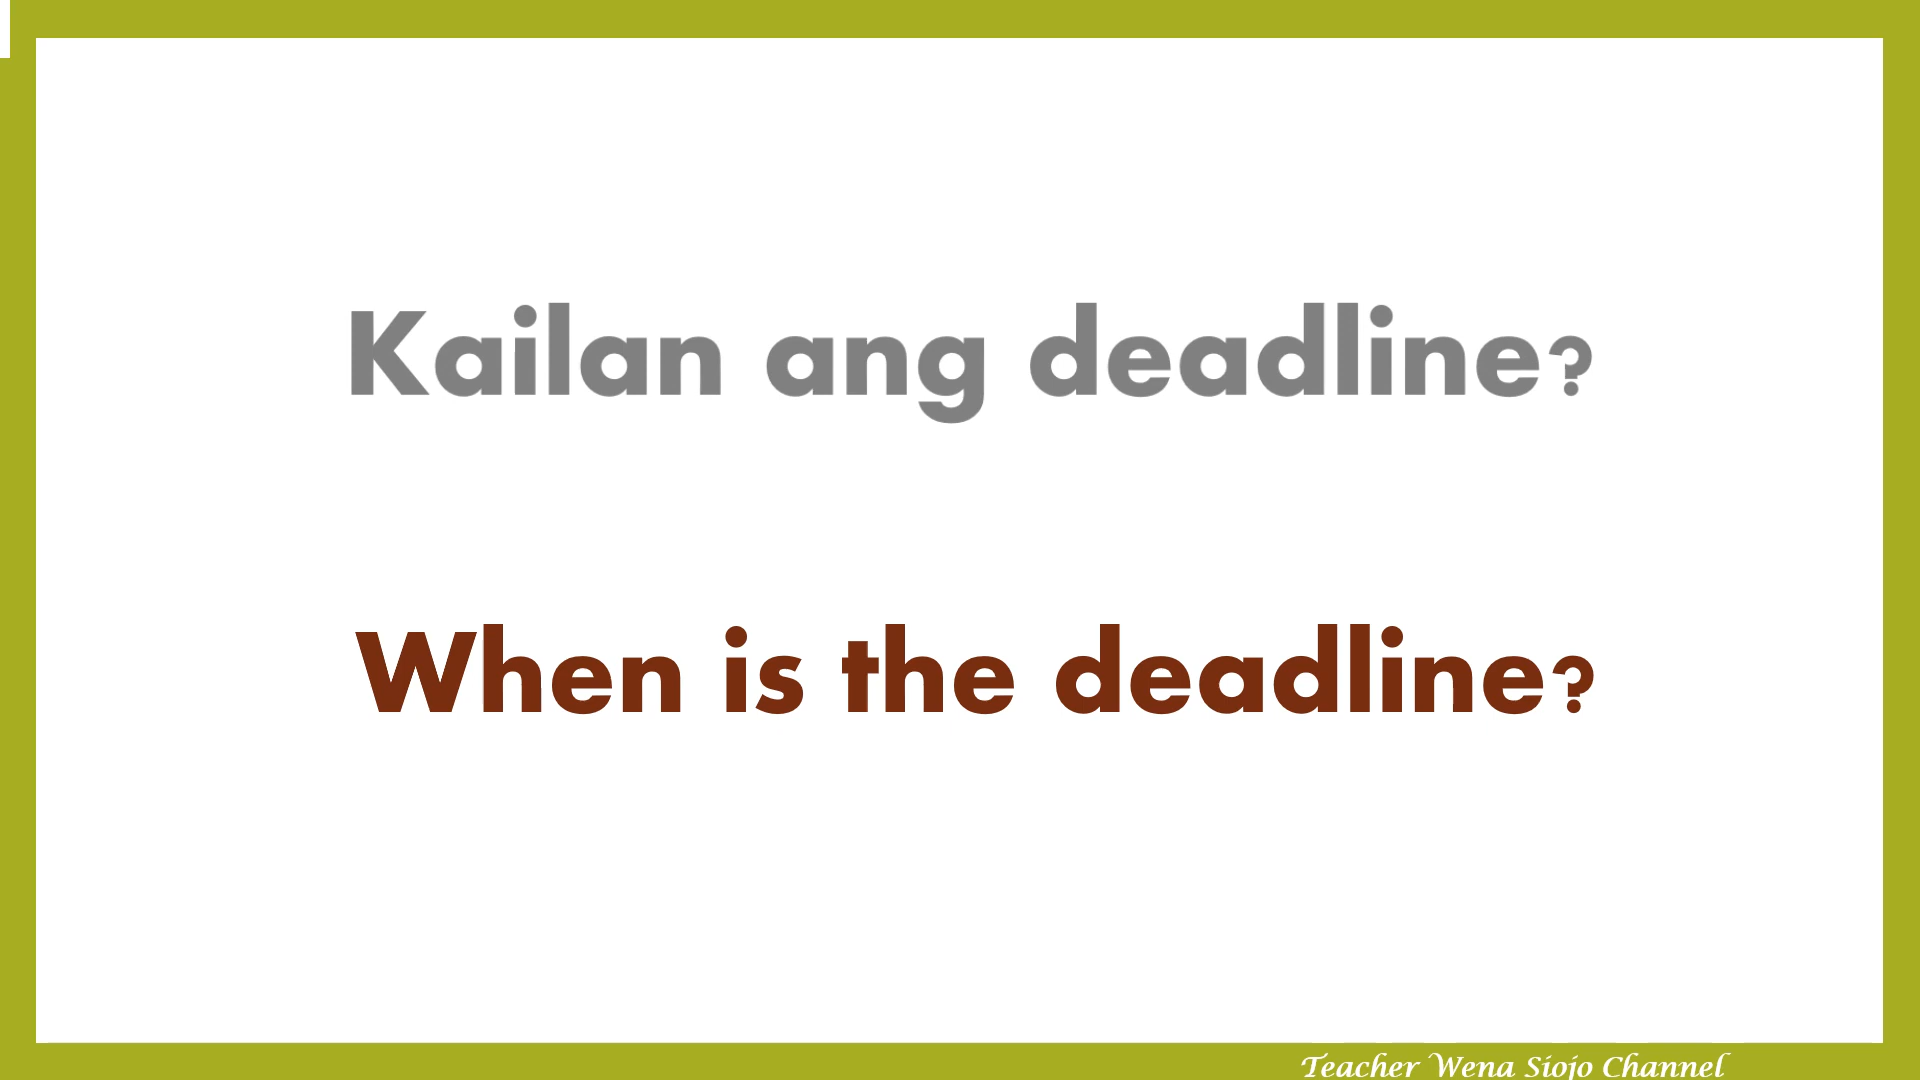 Kailan ang deadline?
When is the deadline?
Teacher Wena Siojo Channel